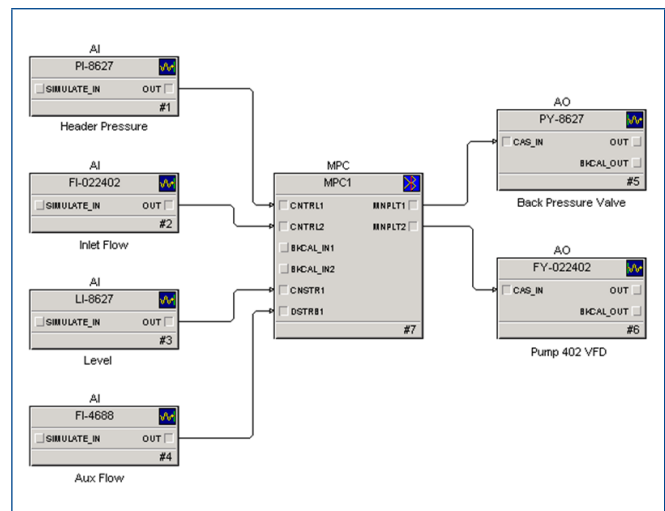 AI
PI-8627
SIMULATE_IN OUT
#1
Header Pressure
AI
FI-022402
SIMULATE_IN OUT
#2
Inlet Flow
AI
LI-8627
SIMULATE_IN OUT
#3
Level
AI
FI-4688
SIMULATE_IN OUT
#4
Aux Flow
MPC
MPC1
CNTRL1 MNPLT1
CNTRL2 MNPLT2
BKCAL_IN1
BKCAL_IN2
CNSTR1
DSTRB1
#7
AO
PY-8627
CAS_IN OUT
BKCAL_OUT
#5
Back Pressure Valve
AO
FY-022402
CAS_IN OUT
BKCAL_OUT
#6
Pump 402 VFD